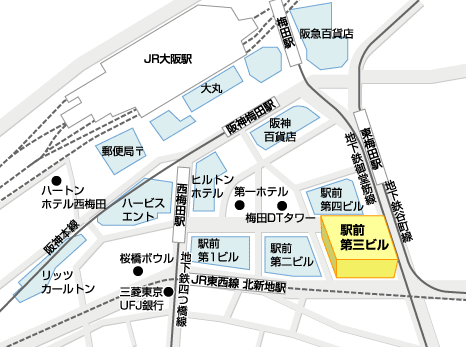 梅田駅
阪急百貨店
JR大阪駅
大丸
阪神梅田駅
阪神
百貨店
郵便局〒
東梅田駅
地下鉄御堂筋線
地下鉄谷町線
ハートン
ホテル西梅田
ハービス
エント
西梅田駅
ヒルトン
ホテル
第一ホテル
梅田DTタワー
駅前
第四ビル
駅前
第三ビル
阪神本線
リッツ
カールトン
桜橋ボウル
駅前
第1ビル
駅前
第二ビル
地下鉄四つ橋線
JR東西線 北新地駅
三菱東京
UFJ銀行